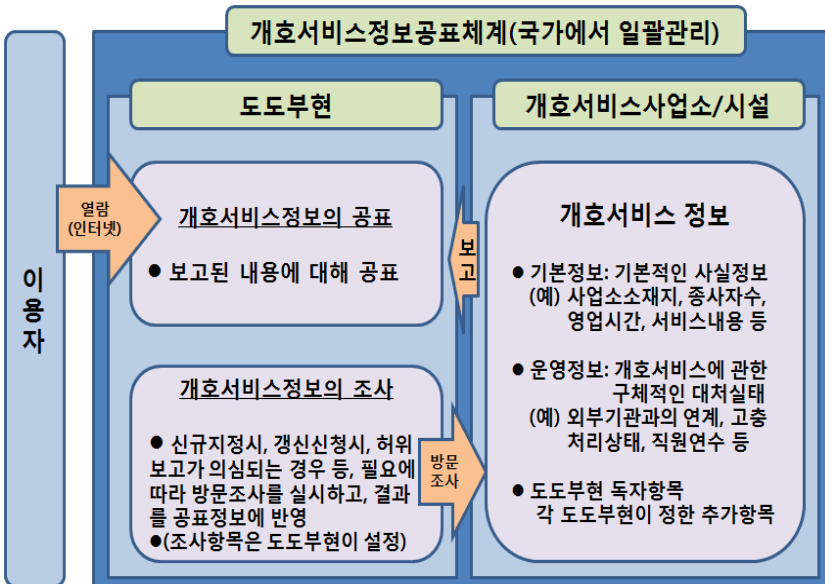 개호서비스정보공표체계(국가에서 일괄관리)
이용자
도도부현
열람
(인터넷)
개호서비스정보의 공표
● 보고된 내용에 대해 공표
개호서비스정보의 조사
● 신규지정시, 갱신신청시, 허위
보고가 의심되는 경우 등, 필요에
따라 방문조사를 실시하고, 결과
를 공표정보에 반영
●(조사항목은 도도부현이 설정)
보고
방문
조사
개호서비스사업소/시설
개호서비스 정보
● 기본정보: 기본적인 사실정보
(예) 사업소소재지, 종사자수,
영업시간, 서비스내용 등
● 운영정보: 개호서비스에 관한
구체적인 대처실태
(예) 외부기관과의 연계, 고충
처리상태, 직원연수 등
● 도도부현 독자항목
각 도도부현이 정한 추가항목